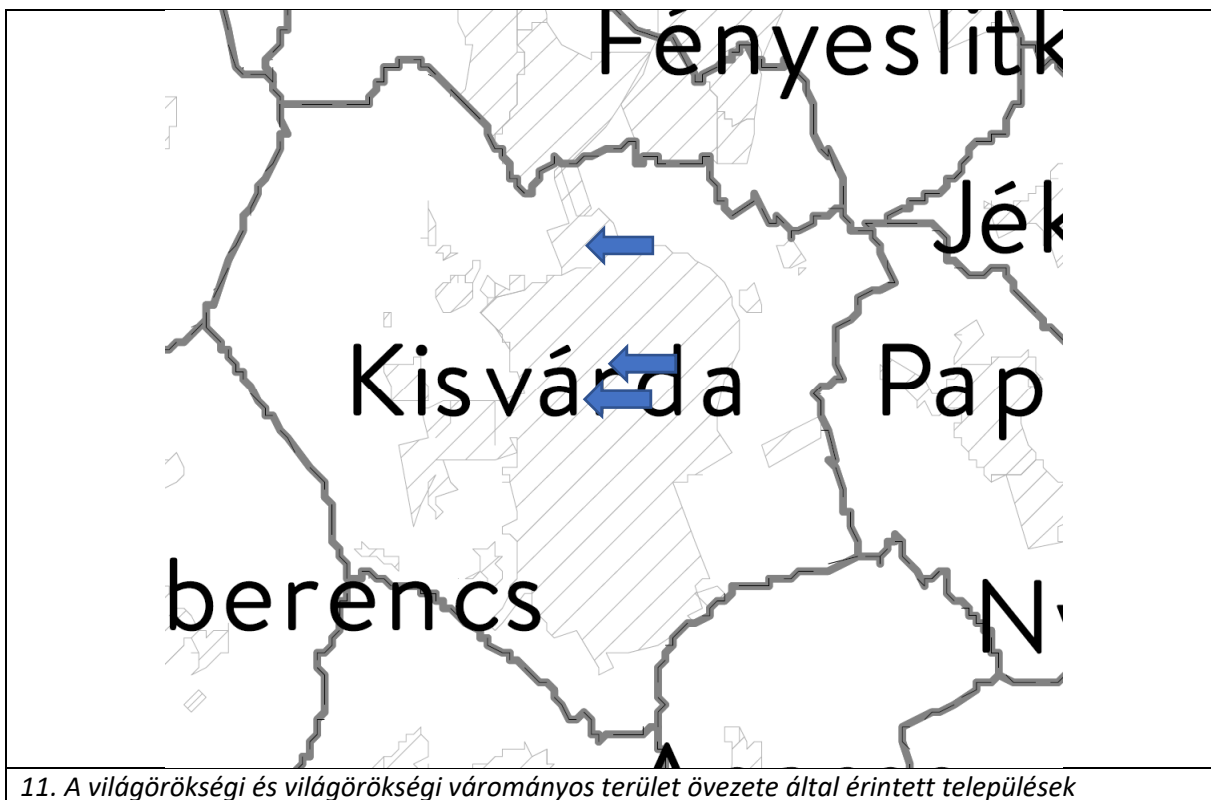 Fényeslitk
Jék
Kisvárda
Pap
berencs
11. A világörökségi és világörökségi várományos terület övezete által érintett települések